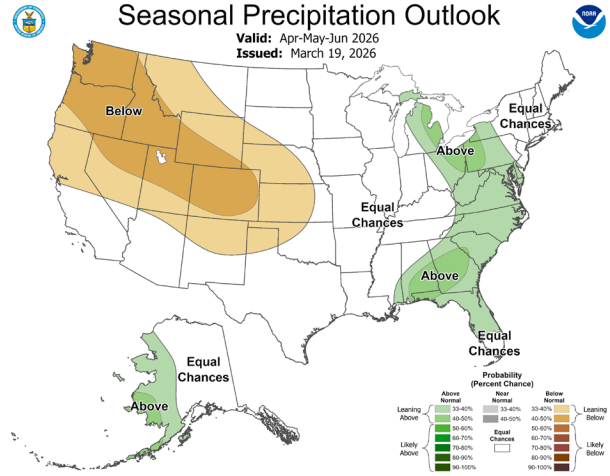 Seasonal Precipitation Outlook
Valid: Apr-May-Jun 2026
Issued: March 19, 2026
NOAA
Below
Equal
Chances
Above
Equal
Chances
Above
Equal
Chances
Equal
Chances
Above
Probability
(Percent Chance)
Above
Normal
Near
Normal
Below
Normal
Leaning
Above
33-40%
40-50%
33-40%
40-50%
33-40%
40-50%
Leaning
Below
Likely
Above
50-60%
60-70%
70-80%
80-90%
90-100%
Equal
Chances
50-60%
60-70%
70-80%
80-90%
90-100%
Likely
Below